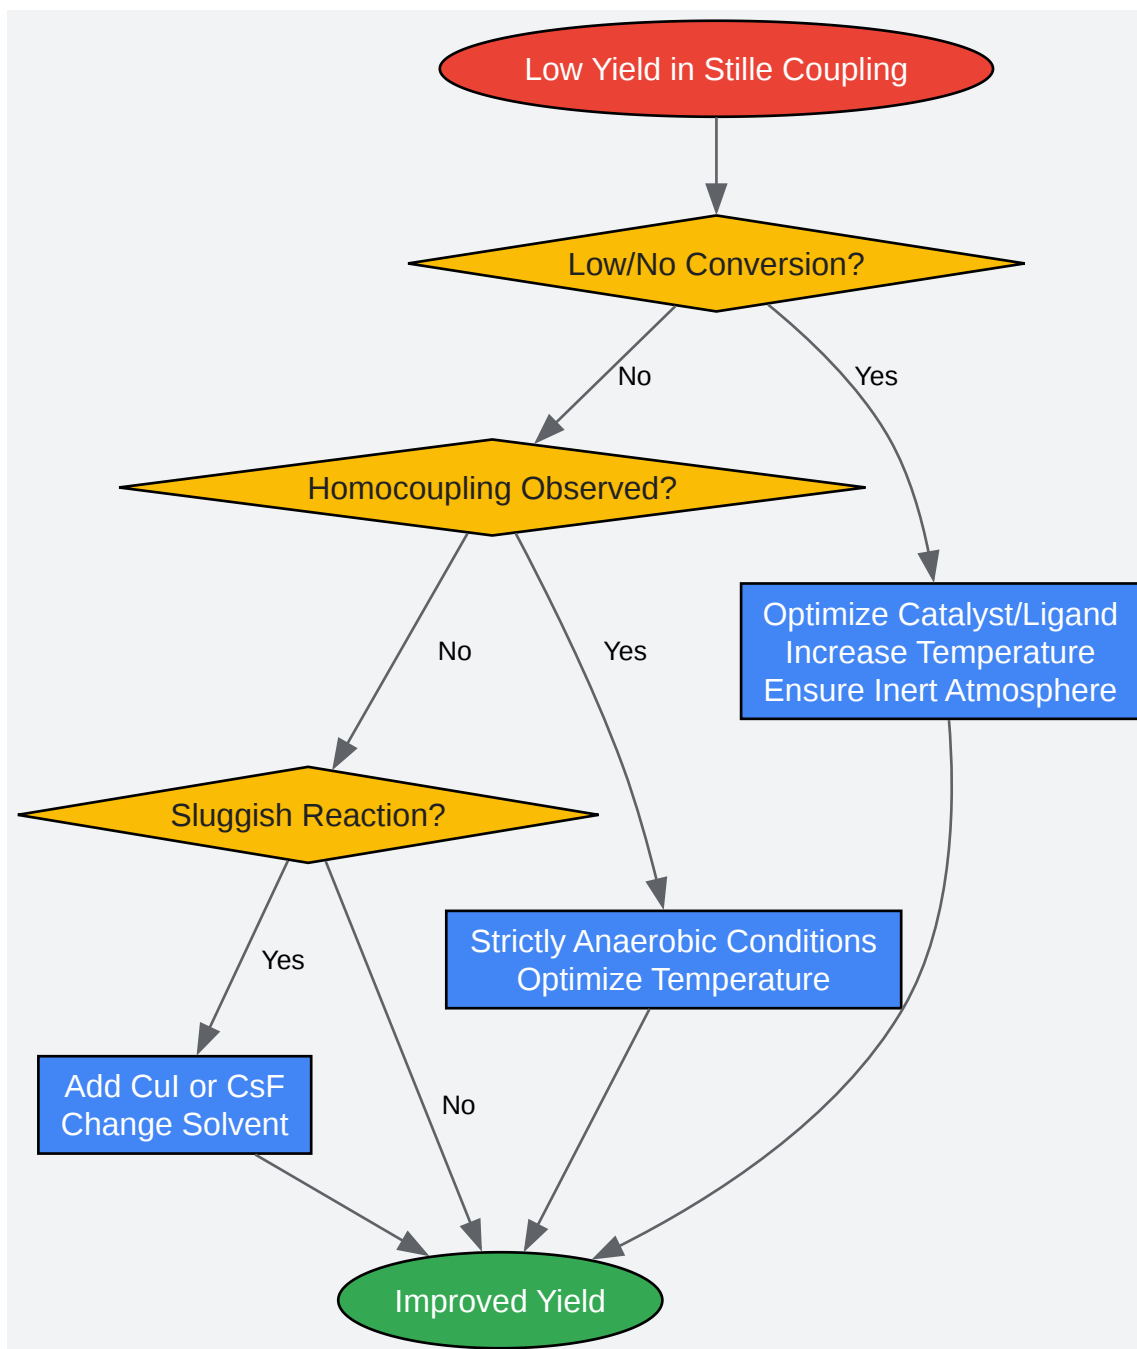 Low Yield in Stille Coupling
Low/No Conversion?
No
Yes
Homocoupling Observed?
Optimize Catalyst/Ligand
Increase Temperature
Ensure Inert Atmosphere
No
Yes
Sluggish Reaction?
Strictly Anaerobic Conditions
Optimize Temperature
Yes
Add CuI or CsF
Change Solvent
No
Improved Yield